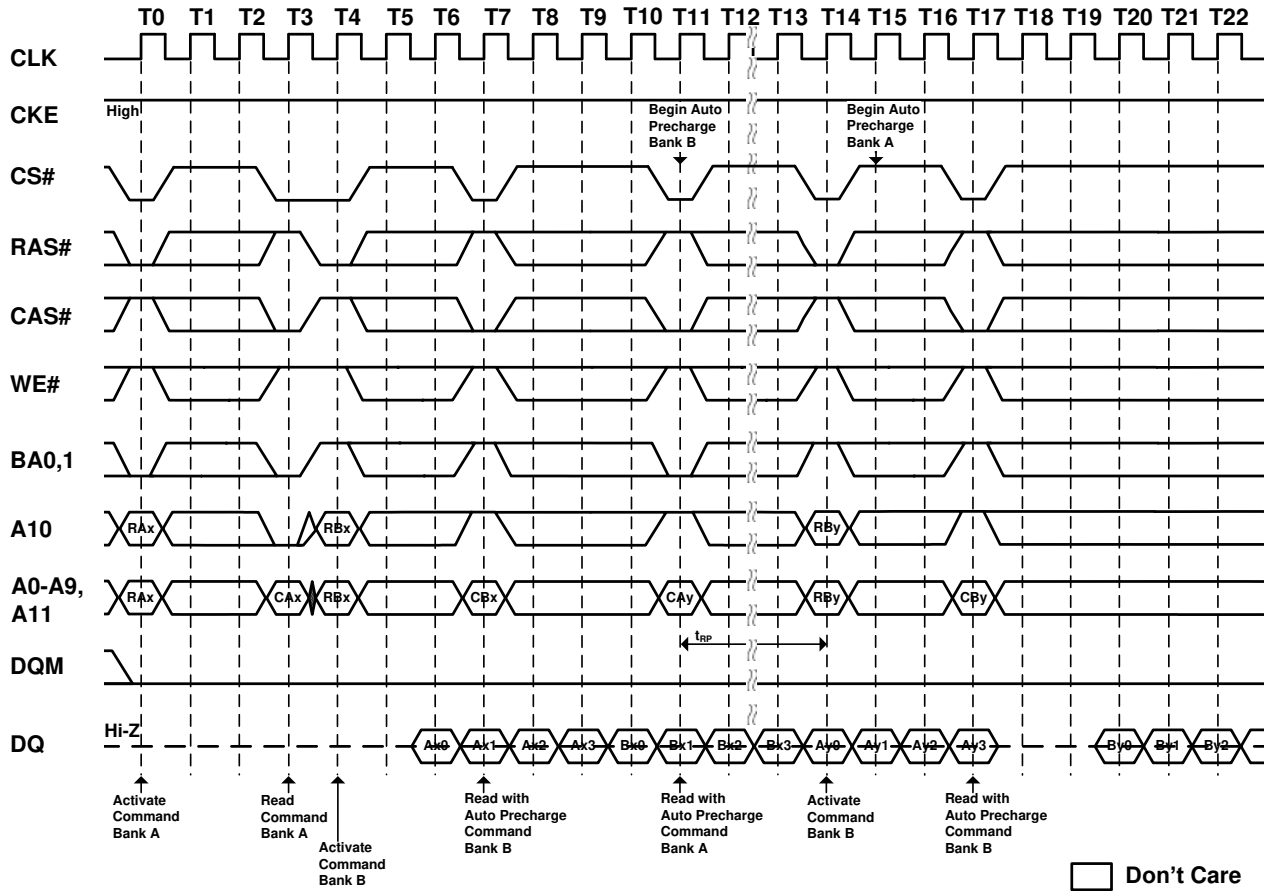 T0 T1 T2 T3 T4 T5 T6 T7 T8 T9 T10 T11 T12 T13 T14 T15 T16 T17 T18 T19 T20 T21 T22
CLK
CKE
High
Begin Auto
Precharge
Bank B
Begin Auto
Precharge
Bank A
CS#
RAS#
CAS#
WE#
BA0,1
A10
RAx RBx RBy
A0-A9,
A11
RAx CAx RBx CBx CAy RBy CBy
tRP
DQM
DQ
Hi-Z
Ax0 Ax1 Ax2 Ax3 Bx0 Bx1 Bx2 Bx3 Ay0 Ay1 Ay2 Ay3 By0 By1 By2
Activate
Command
Bank A
Read
Command
Bank A
Activate
Command
Bank B
Read with
Auto Precharge
Command
Bank B
Read with
Auto Precharge
Command
Bank A
Activate
Command
Bank B
Read with
Auto Precharge
Command
Bank B
Don't Care